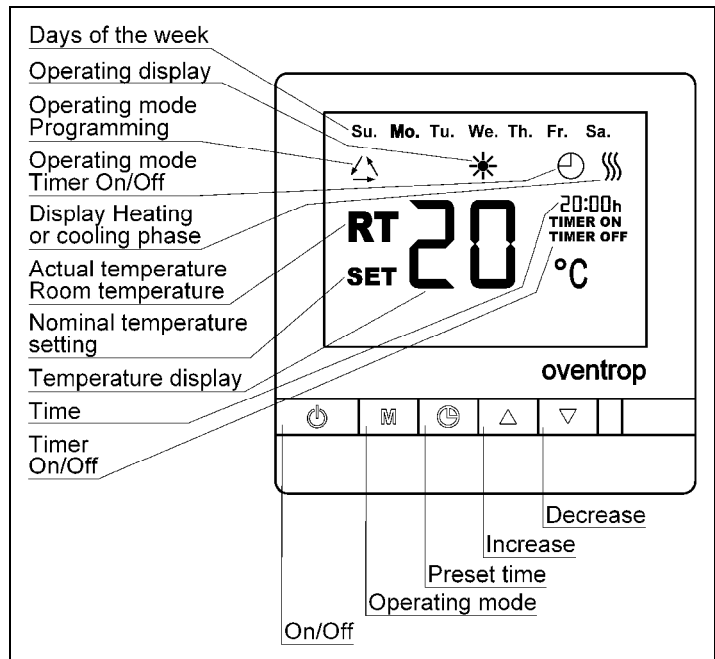 Days of the week
Operating display
Operating mode
Programming
Operating mode
Timer On/Off
Display Heating
or cooling phase
Actual temperature
Room temperature
Nominal temperature
setting
Temperature display
Time
Timer
On/Off
Su. Mo. Tu. We. Th. Fr. Sa.
RT
SET
20
20:00h
TIMER ON
TIMER OFF
°C
oventrop
M
Decrease
Increase
Preset time
Operating mode
On/Off